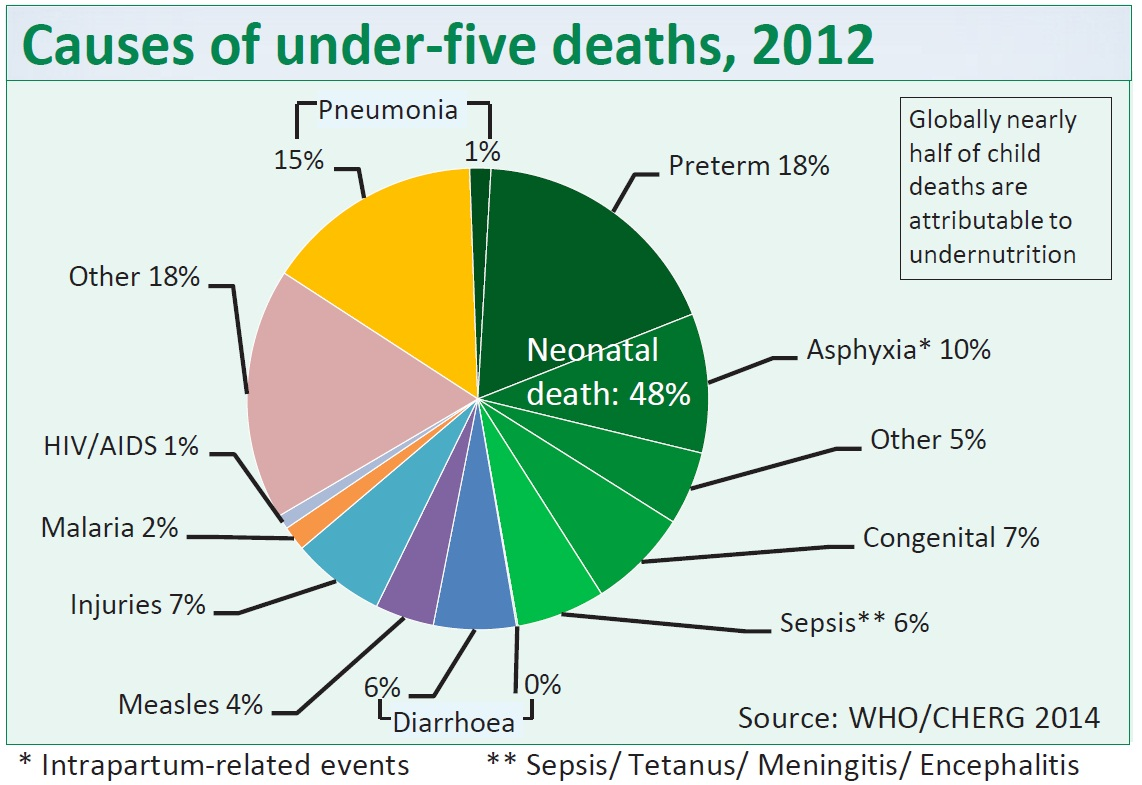 Causes of under-five deaths, 2012
Pneumonia
15%
1%
Preterm 18%
Globally nearly
half of child
deaths are
attributable to
undernutrition
Other 18%
Neonatal
death: 48%
Asphyxia* 10%
HIV/AIDS 1%
Other 5%
Malaria 2%
Congenital 7%
Injuries 7%
Sepsis** 6%
Measles 4%
6%
0%
Diarrhoea
Source: WHO/CHERG 2014
* Intrapartum-related events
** Sepsis/ Tetanus/ Meningitis/ Encephalitis